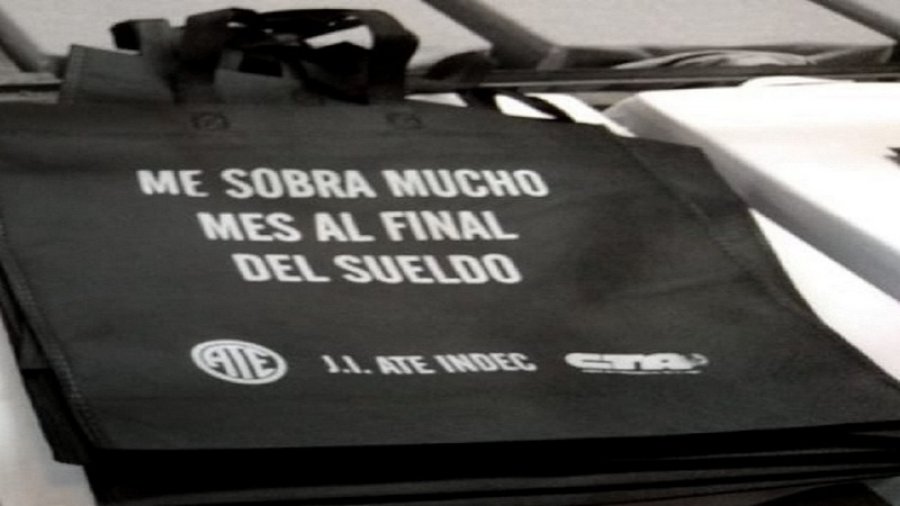 ME SOBRA MUCHO
MES AL FINAL
DEL SUELDO
ATE J.I. ATE INDEC CTA